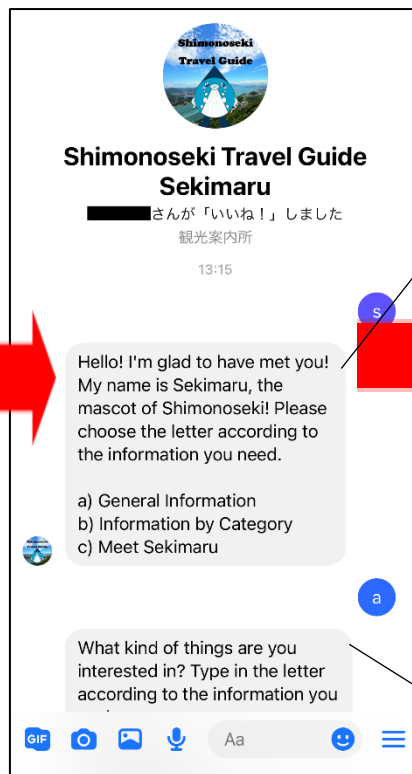 Shimonoseki
Travel Guide
Shimonoseki Travel Guide
Sekimaru
さんが「いいね！」しました
観光案内所
13:15
s
Hello! I'm glad to have met you!
My name is Sekimaru, the
mascot of Shimonoseki! Please
choose the letter according to
the information you need.
a) General Information
b) Information by Category
c) Meet Sekimaru
a
What kind of things are you
interested in? Type in the letter
according to the information you
GIF
Aa